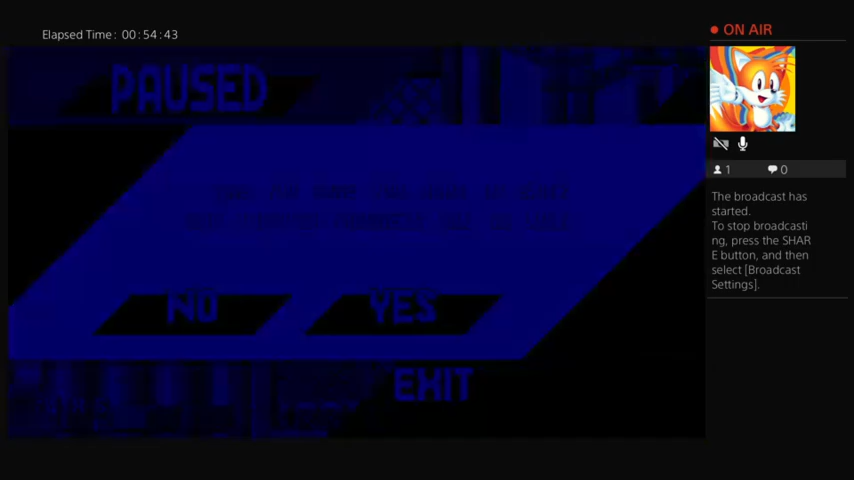 Elapsed Time: 00:54:43
ON AIR
PAUSED
1
0
The broadcast has
started.
To stop broadcasti
ng, press the SHAR
E button, and then
select [Broadcast
Settings].
NO
YES
EXIT